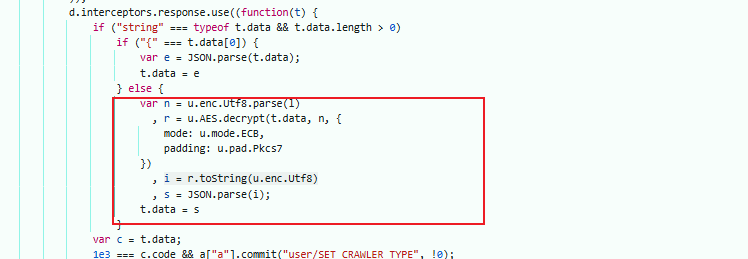 });
d.interceptors.response.use((function(t) {
if ("string" === typeof t.data && t.data.length > 0)
if ("{" === t.data[0]) {
var e = JSON.parse(t.data);
t.data = e
} else {
var n = u.enc.Utf8.parse(l)
, r = u.AES.decrypt(t.data, n, {
mode: u.mode.ECB,
padding: u.pad.Pkcs7
})
, i = r.toString(u.enc.Utf8)
, s = JSON.parse(i);
t.data = s
}
var c = t.data;
1e3 === c.code && a["a"].commit("user/SET_CRAWLER_TYPE", !0);